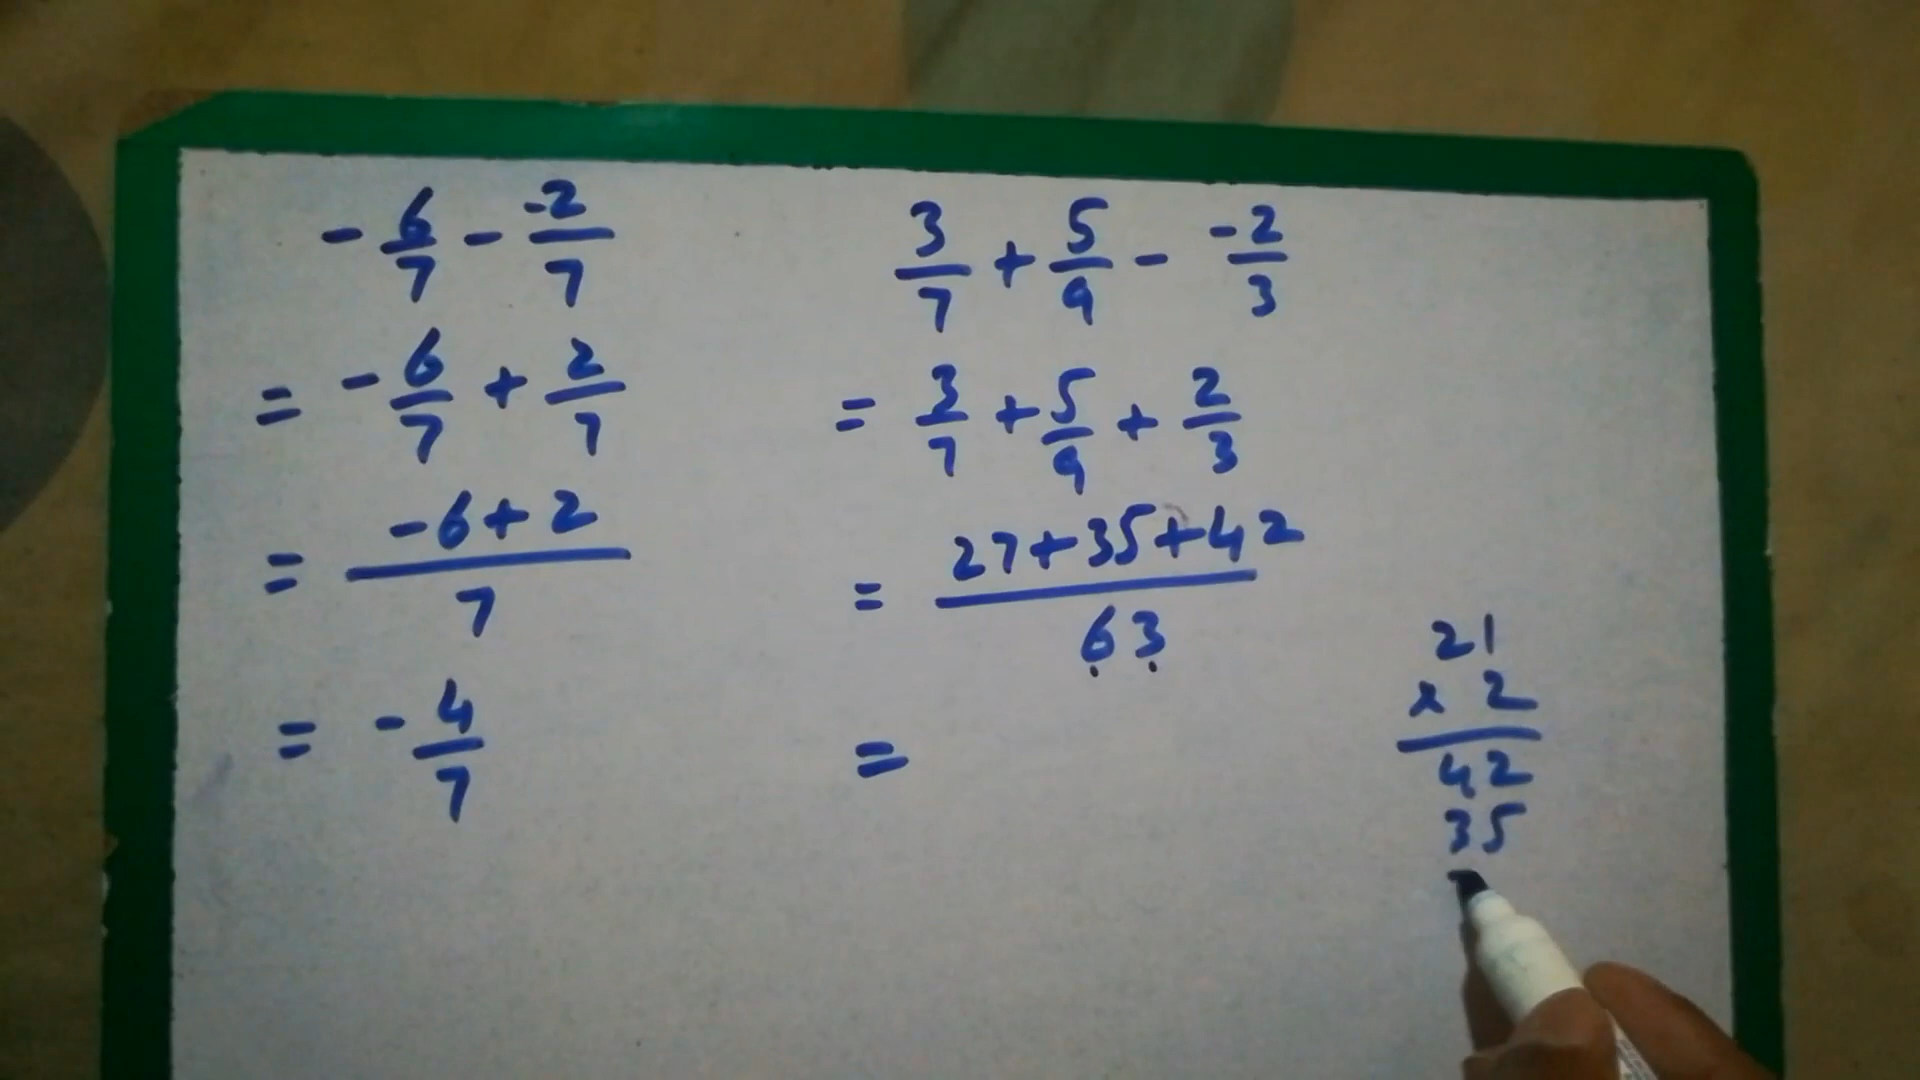 -6/7 - -2/7
= -6/7 + 2/7
= -6+2/7
= -4/7
3/7 + 5/9 - -2/3
= 3/7 + 5/9 + 2/3
= 27+35+42/63
=
21
x 2
42
35